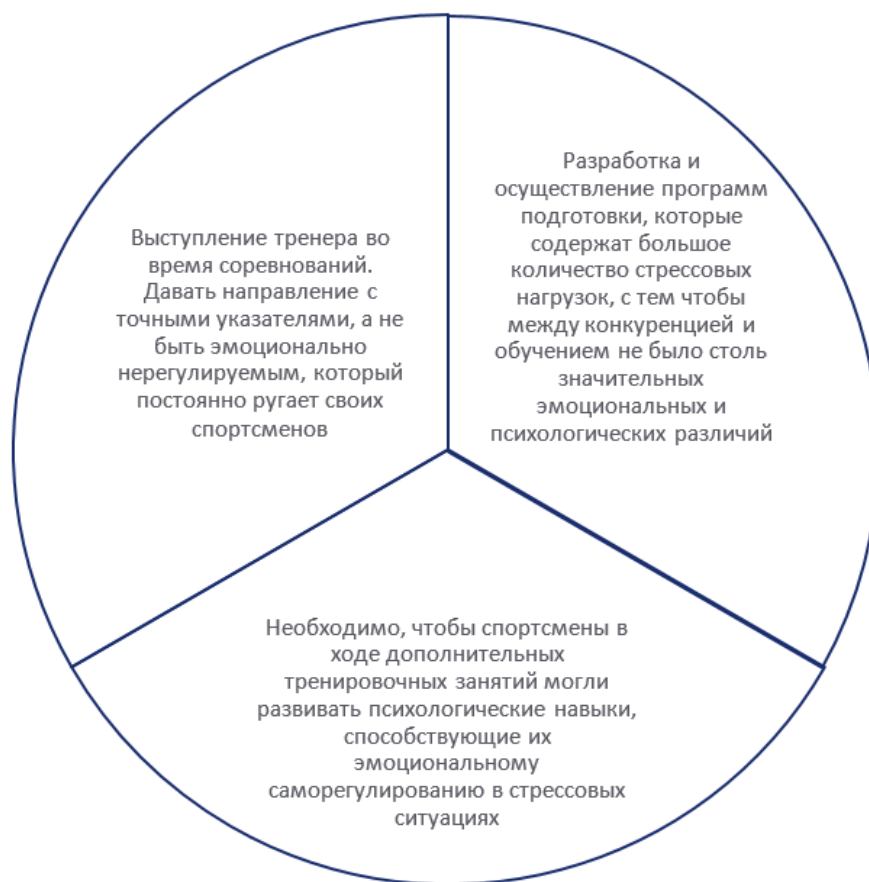 Разработка и
осуществление программ
подготовки, которые
содержат большое
количество стрессовых
нагрузок, с тем чтобы
между конкуренцией и
обучением не было столь
значительных
эмоциональных и
психологических различий
Необходимо, чтобы спортсмены в
ходе дополнительных
тренировочных занятий могли
развивать психологические навыки,
способствующие их
эмоциональному
саморегулированию в стрессовых
ситуациях
Выступление тренера во
время соревнований.
Давать направление с
точными указателями, а не
быть эмоционально
нерегулируемым, который
постоянно ругает своих
спортсменов